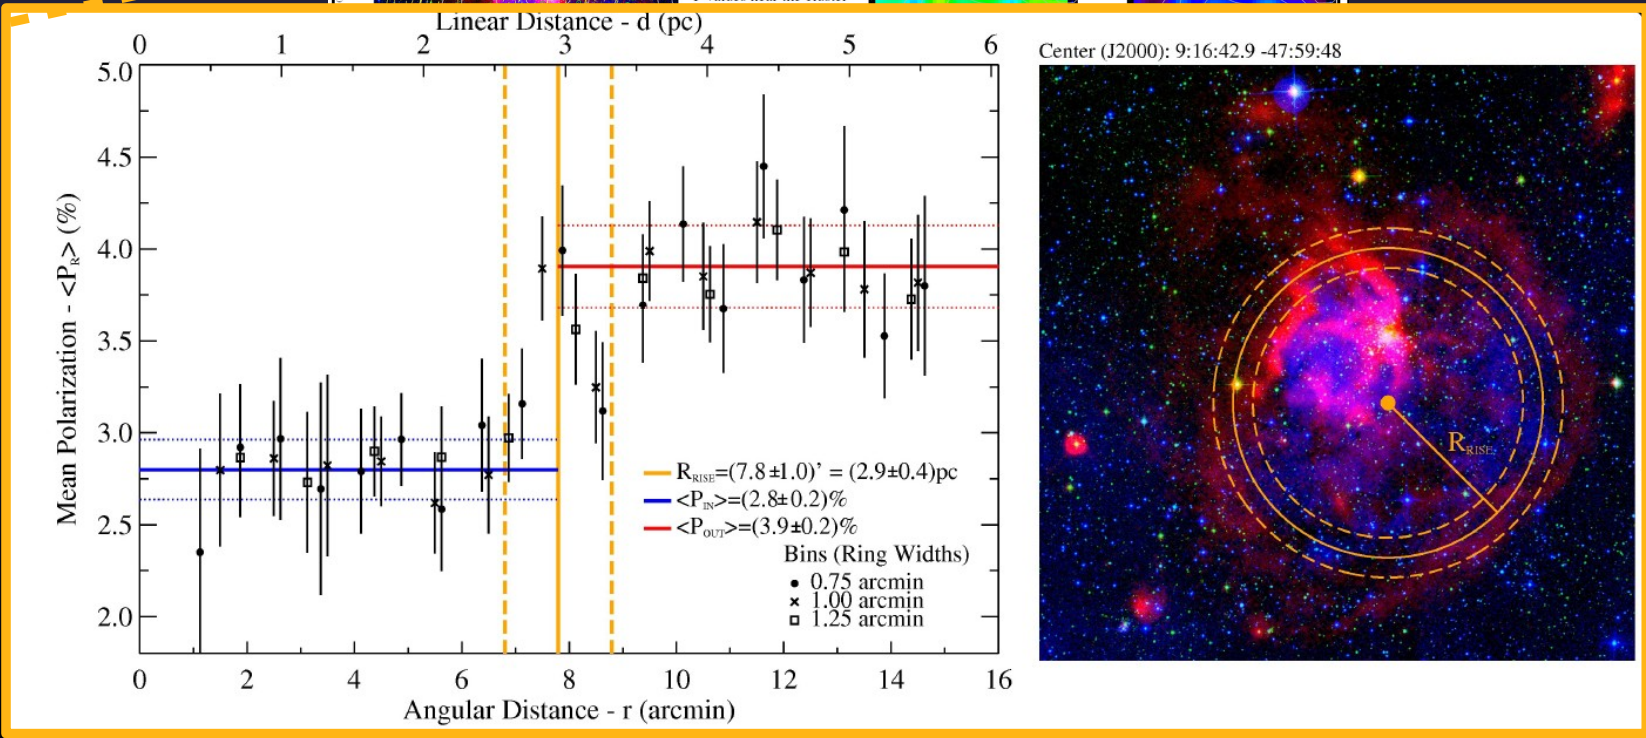 Linear Distance - d (pc)
0 1 2 3 4 5 6
5.0
4.5
4.0
3.5
3.0
2.5
2.0
Mean Polarization - <P_R> (%)
R_RISE=(7.8±1.0)' = (2.9±0.4)pc
<P_IN>=(2.8±0.2)%
<P_OUT>=(3.9±0.2)%
Bins (Ring Widths)
0.75 arcmin
1.00 arcmin
1.25 arcmin
0 2 4 6 8 10 12 14 16
Angular Distance - r (arcmin)
Center (J2000): 9:16:42.9 -47:59:48
R_RISE